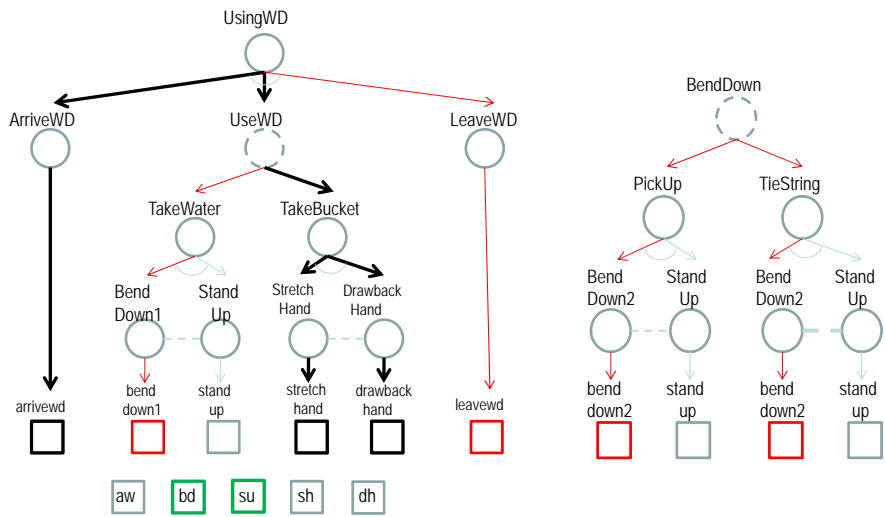 UsingWD
BendDown
ArriveWD
UseWD
LeaveWD
PickUp
TieString
TakeWater
TakeBucket
Bend
Down1
Stand
Up
Stretch
Hand
Drawback
Hand
Bend
Down2
Stand
Up
Bend
Down2
Stand
Up
arrivewd
bend
down1
stand
up
stretch
hand
drawback
hand
leavewd
bend
down2
stand
up
bend
down2
stand
up
aw
bd
su
sh
dh